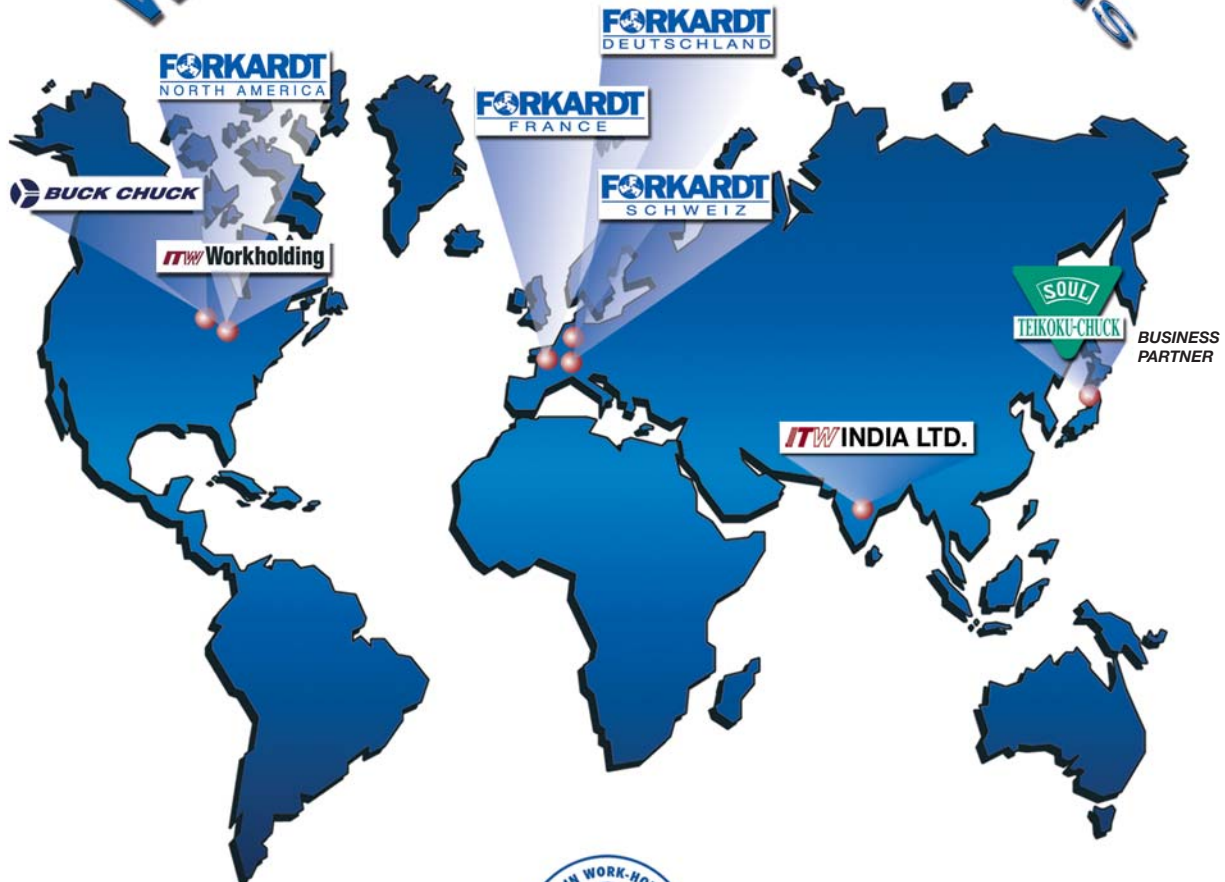 FORKARDT
DEUTSCHLAND
FORKARDT
NORTH AMERICA
FORKARDT
FRANCE
BUCK CHUCK
FORKARDT
SCHWEIZ
ITW Workholding
SOUL
TEIKOKU-CHUCK
BUSINESS
PARTNER
ITW INDIA LTD.